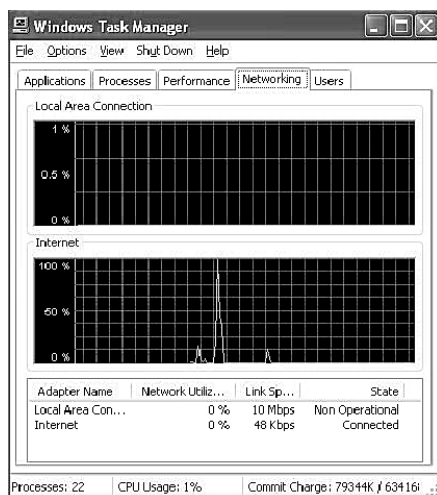 Windows Task Manager
File Options View Shut Down Help
Applications Processes Performance Networking Users
Local Area Connection
1 %
0.5 %
0 %
Internet
100 %
50 %
0 %
Adapter Name Network Utiliz... Link Sp... State
Local Area Con... 0 % 10 Mbps Non Operational
Internet 0 % 48 Kbps Connected
Processes: 22 CPU Usage: 1% Commit Charge: 79344K / 63416